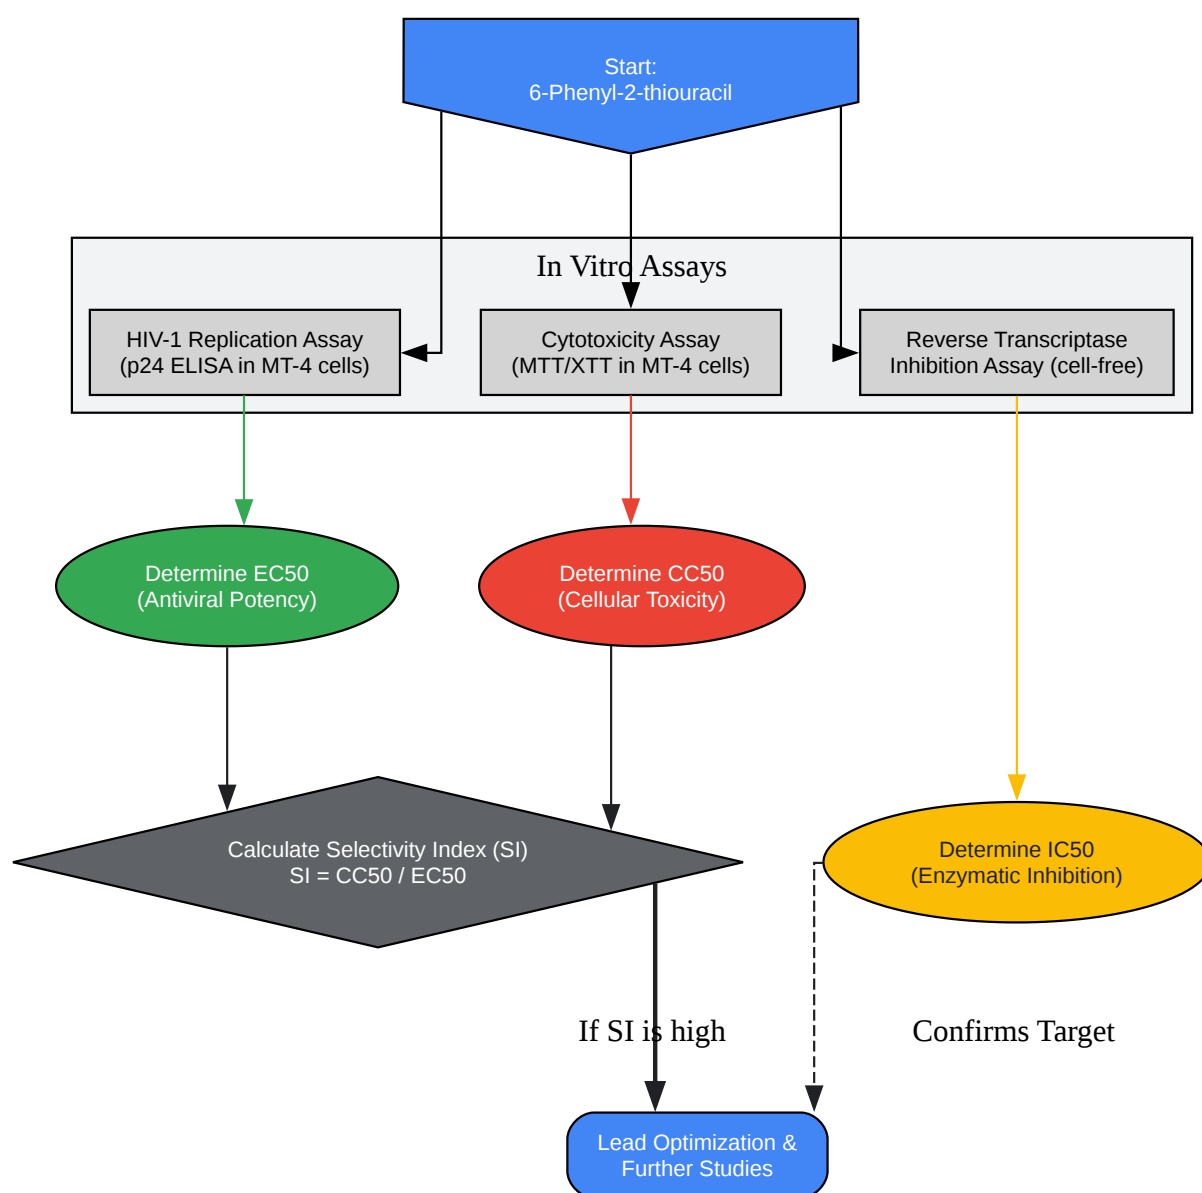 Start:
6-Phenyl-2-thiouracil
In Vitro Assays
HIV-1 Replication Assay
(p24 ELISA in MT-4 cells)
Cytotoxicity Assay
(MTT/XTT in MT-4 cells)
Reverse Transcriptase
Inhibition Assay (cell-free)
Determine EC50
(Antiviral Potency)
Determine CC50
(Cellular Toxicity)
Calculate Selectivity Index (SI)
SI = CC50 / EC50
Determine IC50
(Enzymatic Inhibition)
If SI is high
Confirms Target
Lead Optimization &
Further Studies